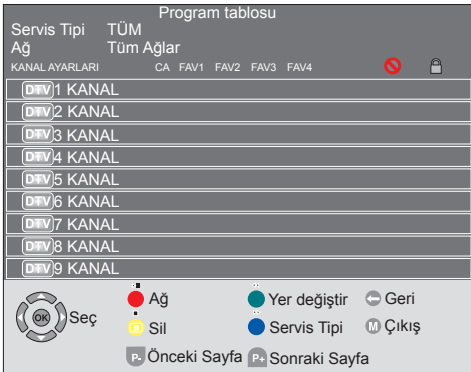 Program tablosu
Servis Tipi TÜM
Ağ Tüm Ağlar
KANAL AYARLARI CA FAV1 FAV2 FAV3 FAV4
DTV 1 KANAL
DTV 2 KANAL
DTV 3 KANAL
DTV 4 KANAL
DTV 5 KANAL
DTV 6 KANAL
DTV 7 KANAL
DTV 8 KANAL
DTV 9 KANAL
OK Seç
Ağ Yer değiştir Geri
Sil Servis Tipi M Çıkış
P- Önceki Sayfa P+ Sonraki Sayfa